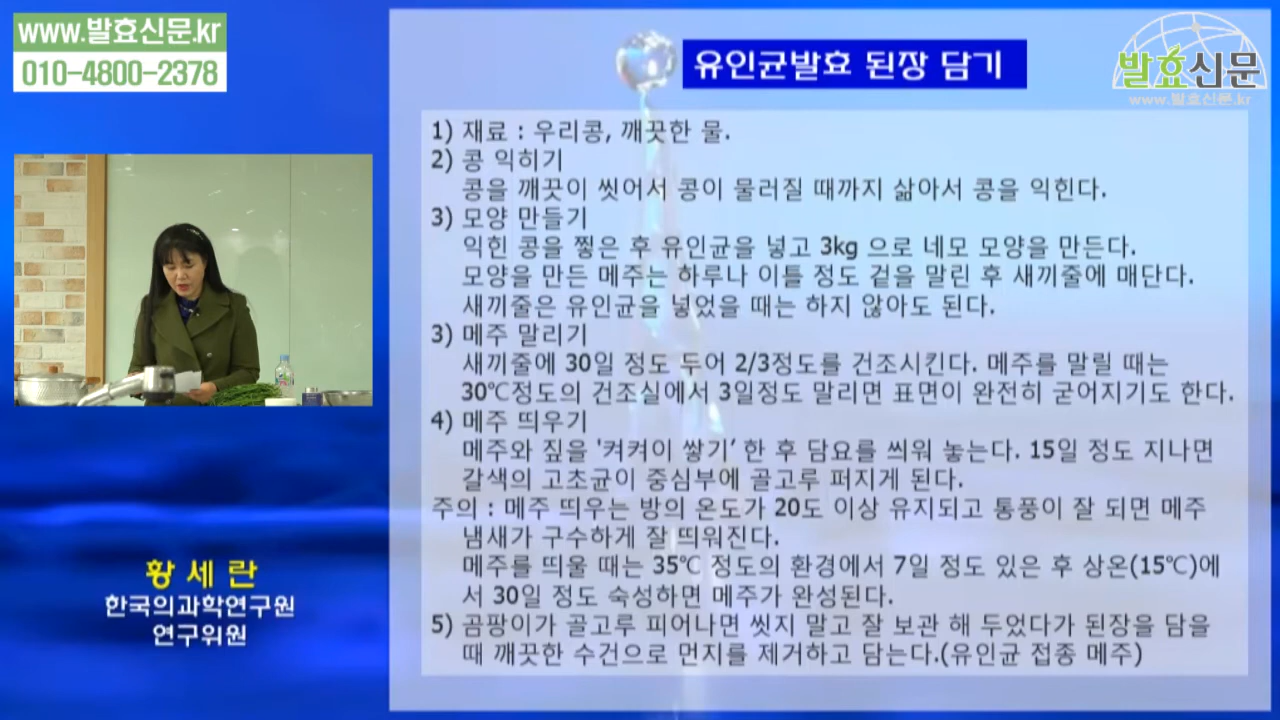 www.발효신문.kr
010-4800-2378
유인균발효 된장 담기
발효신문
www.발효신문.kr
1) 재료 : 우리콩, 깨끗한 물.
2) 콩 익히기
콩을 깨끗이 씻어서 콩이 물러질 때까지 삶아서 콩을 익힌다.
3) 모양 만들기
익힌 콩을 찧은 후 유인균을 넣고 3kg 으로 네모 모양을 만든다.
모양을 만든 메주는 하루나 이틀 정도 겉을 말린 후 새끼줄에 매단다.
새끼줄은 유인균을 넣었을 때는 하지 않아도 된다.
3) 메주 말리기
새끼줄에 30일 정도 두어 2/3정도를 건조시킨다. 메주를 말릴 때는
30℃정도의 건조실에서 3일정도 말리면 표면이 완전히 굳어지기도 한다.
4) 메주 띄우기
메주와 짚을 '켜켜이 쌓기’ 한 후 담요를 씌워 놓는다. 15일 정도 지나면
갈색의 고초균이 중심부에 골고루 퍼지게 된다.
주의 : 메주 띄우는 방의 온도가 20도 이상 유지되고 통풍이 잘 되면 메주
냄새가 구수하게 잘 띄워진다.
메주를 띄울 때는 35℃ 정도의 환경에서 7일 정도 있은 후 상온(15℃)에
서 30일 정도 숙성하면 메주가 완성된다.
5) 곰팡이가 골고루 피어나면 씻지 말고 잘 보관 해 두었다가 된장을 담을
때 깨끗한 수건으로 먼지를 제거하고 담는다.(유인균 접종 메주)
황 세 란
한국의과학연구원
연구위원